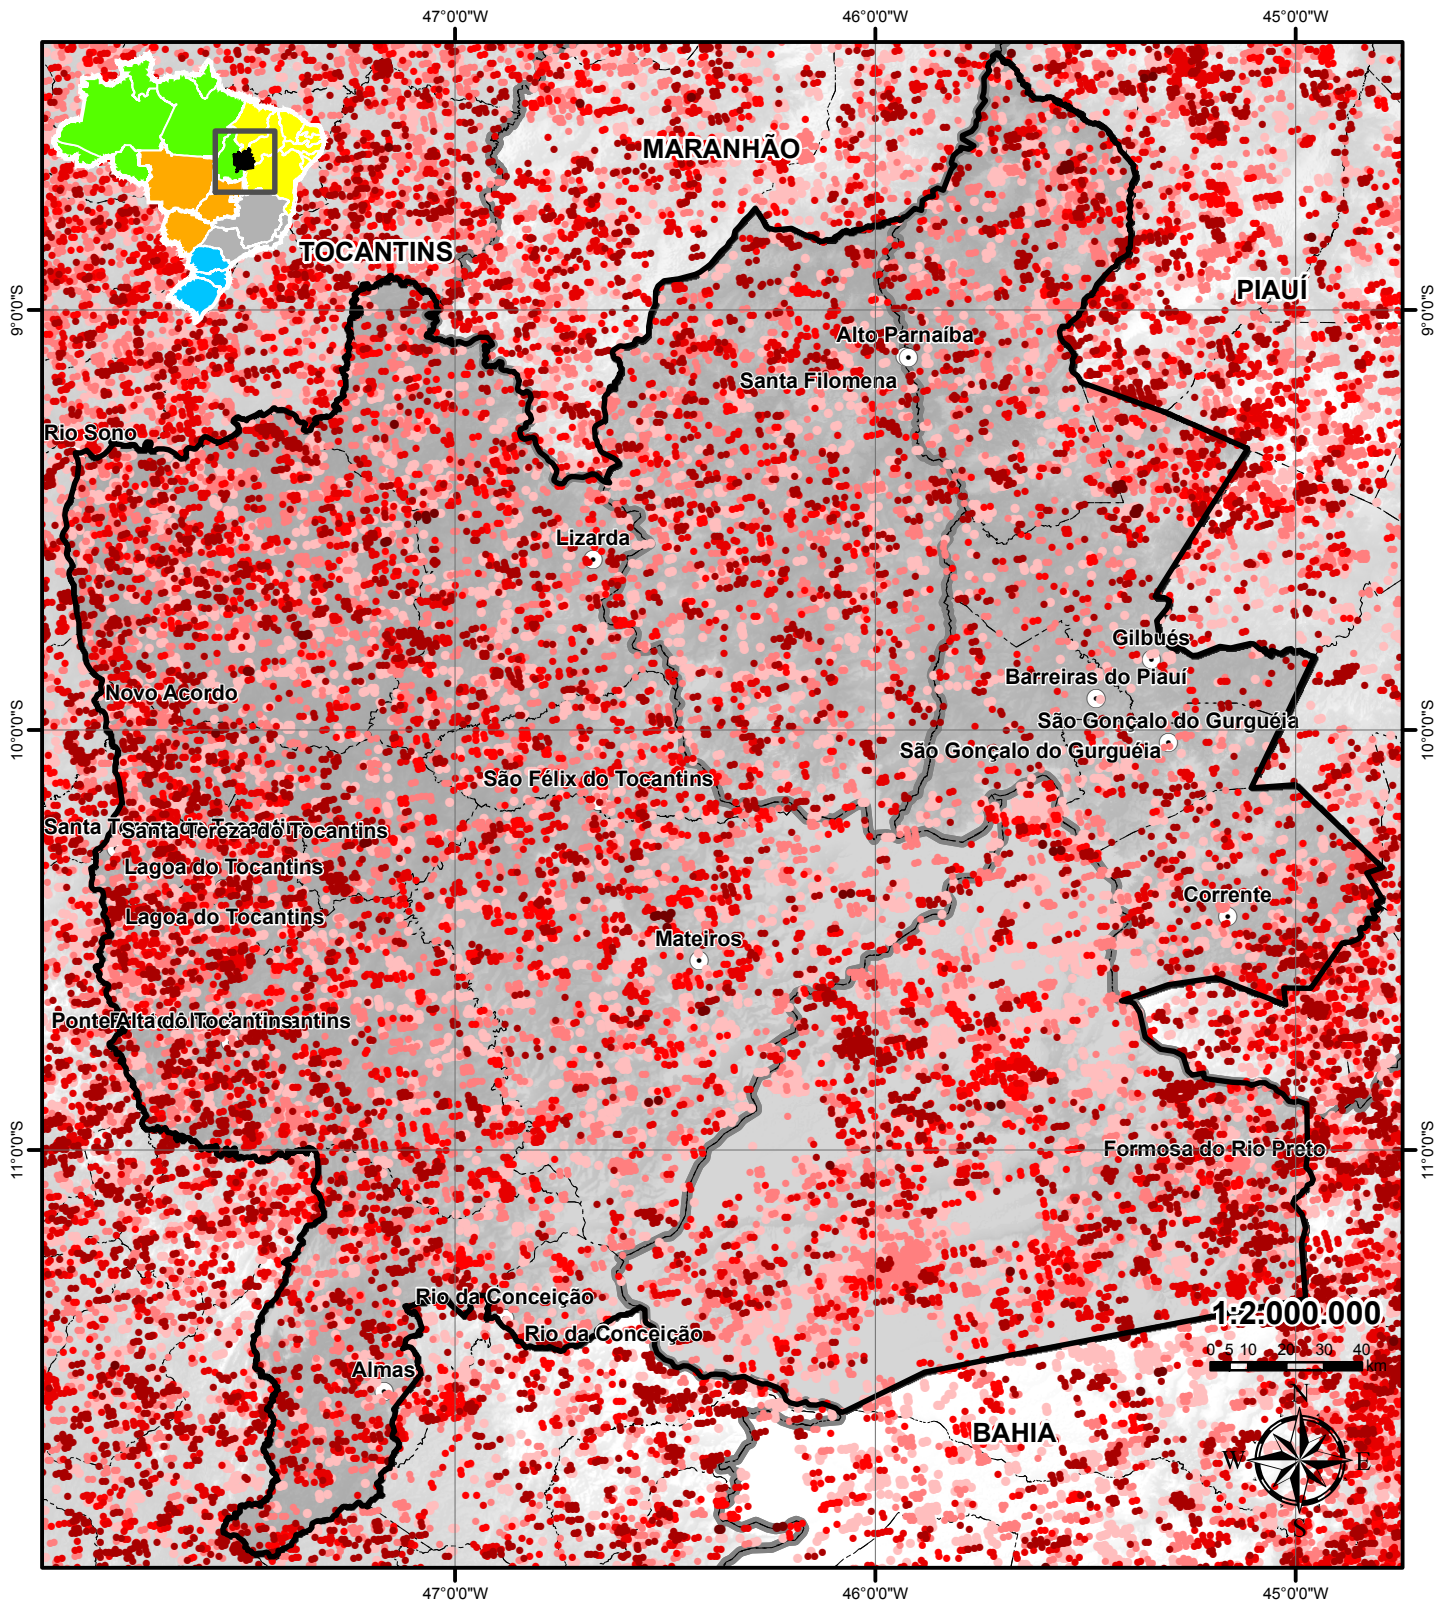 47°0'0"W
46°0'0"W
45°0'0"W
MARANHÃO
TOCANTINS
PIAUÍ
9°0'0"S
9°0'0"S
Alto Parnaíba
Santa Filomena
Rio Sono
Lizarda
Gilbués
Barreiras do Piauí
Novo Acordo
São Gonçalo do Gurguéia
10°0'0"S
10°0'0"S
São Gonçalo do Gurguéia
São Félix do Tocantins
Santa Tereza do Tocantins
Lagoa do Tocantins
Corrente
Lagoa do Tocantins
Mateiros
Ponte Alta do Tocantins
Formosa do Rio Preto
11°0'0"S
11°0'0"S
Rio da Conceição
1:2.000.000
Rio da Conceição
0 5 10 20 30 40
km
Almas
N
BAHIA
W E
S
47°0'0"W
46°0'0"W
45°0'0"W